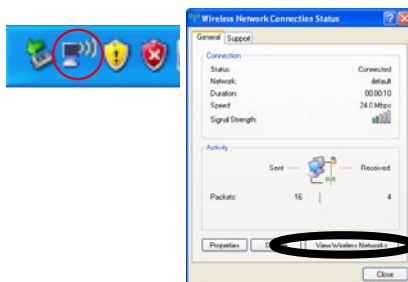 Wireless Network Connection Status
General Support
Connection
Status: Connected
Network: default
Duration: 00:00:10
Speed: 24.0 Mbps
Signal Strength:
Activity
Sent — Received
Packets: 16 | 4
Properties View Wireless Networks
Close